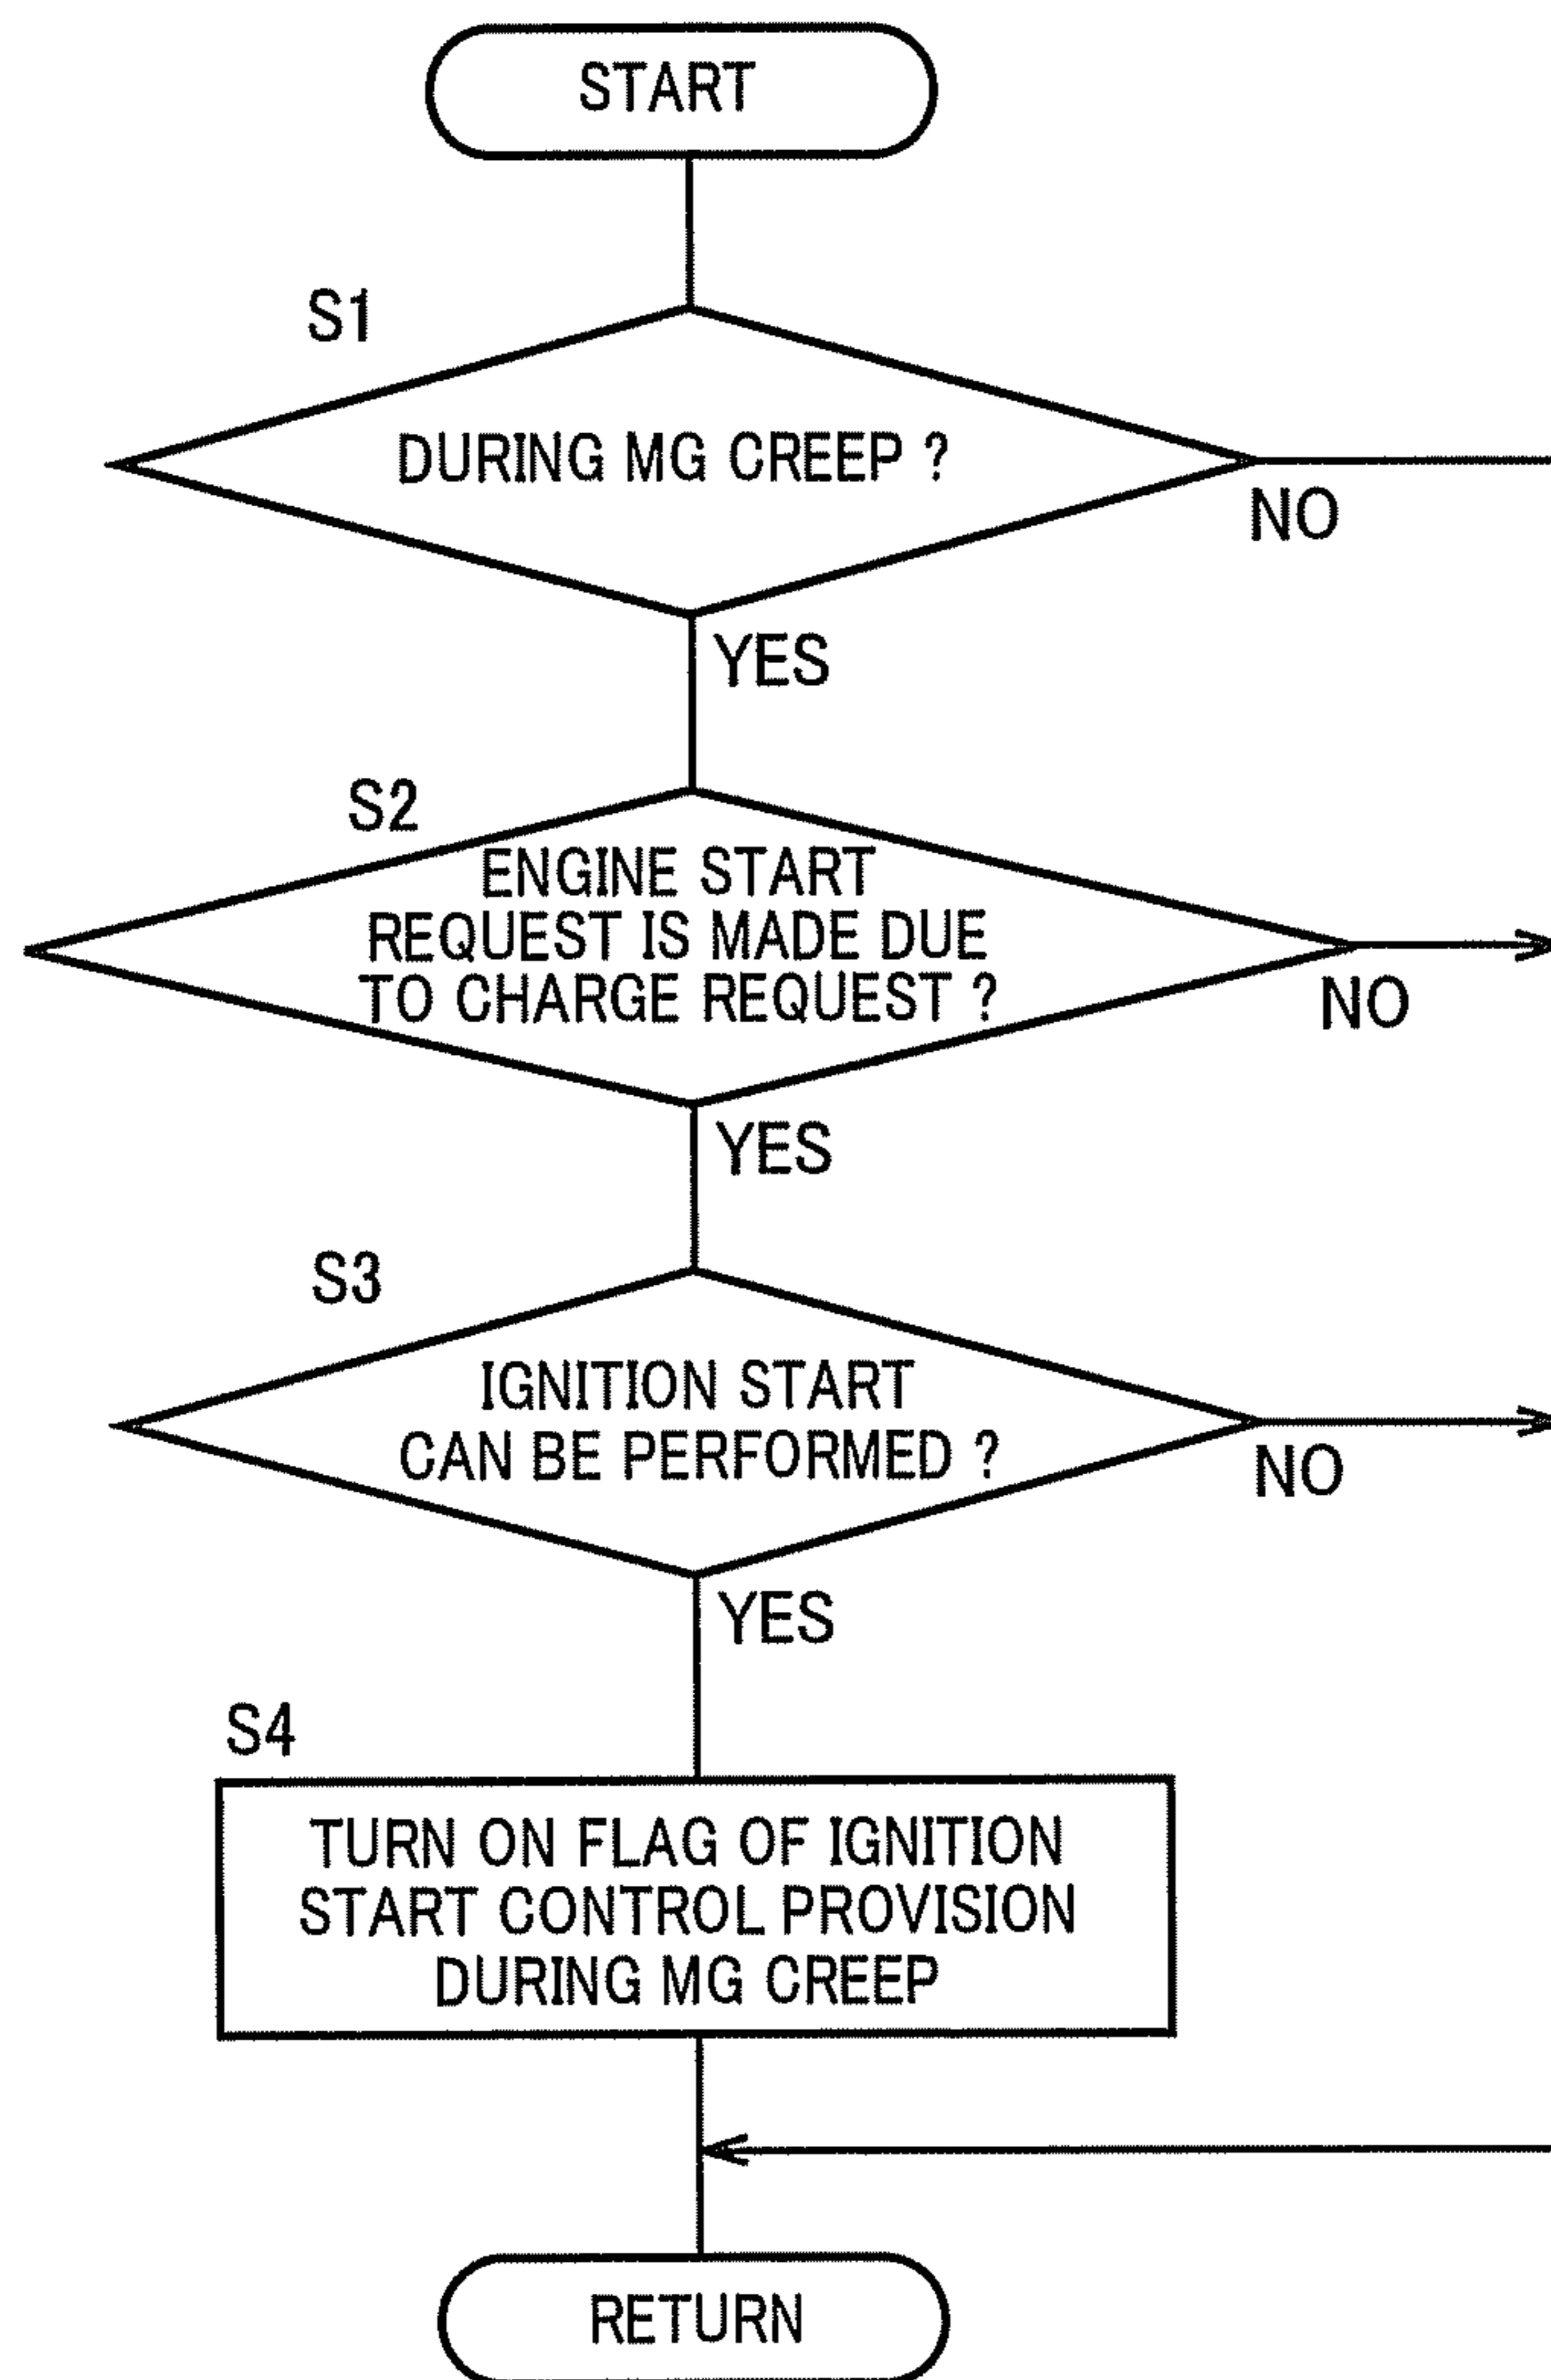 START
S1
DURING MG CREEP ?
NO
YES
S2
ENGINE START
REQUEST IS MADE DUE
TO CHARGE REQUEST ?
NO
YES
S3
IGNITION START
CAN BE PERFORMED ?
NO
YES
S4
TURN ON FLAG OF IGNITION
START CONTROL PROVISION
DURING MG CREEP
RETURN